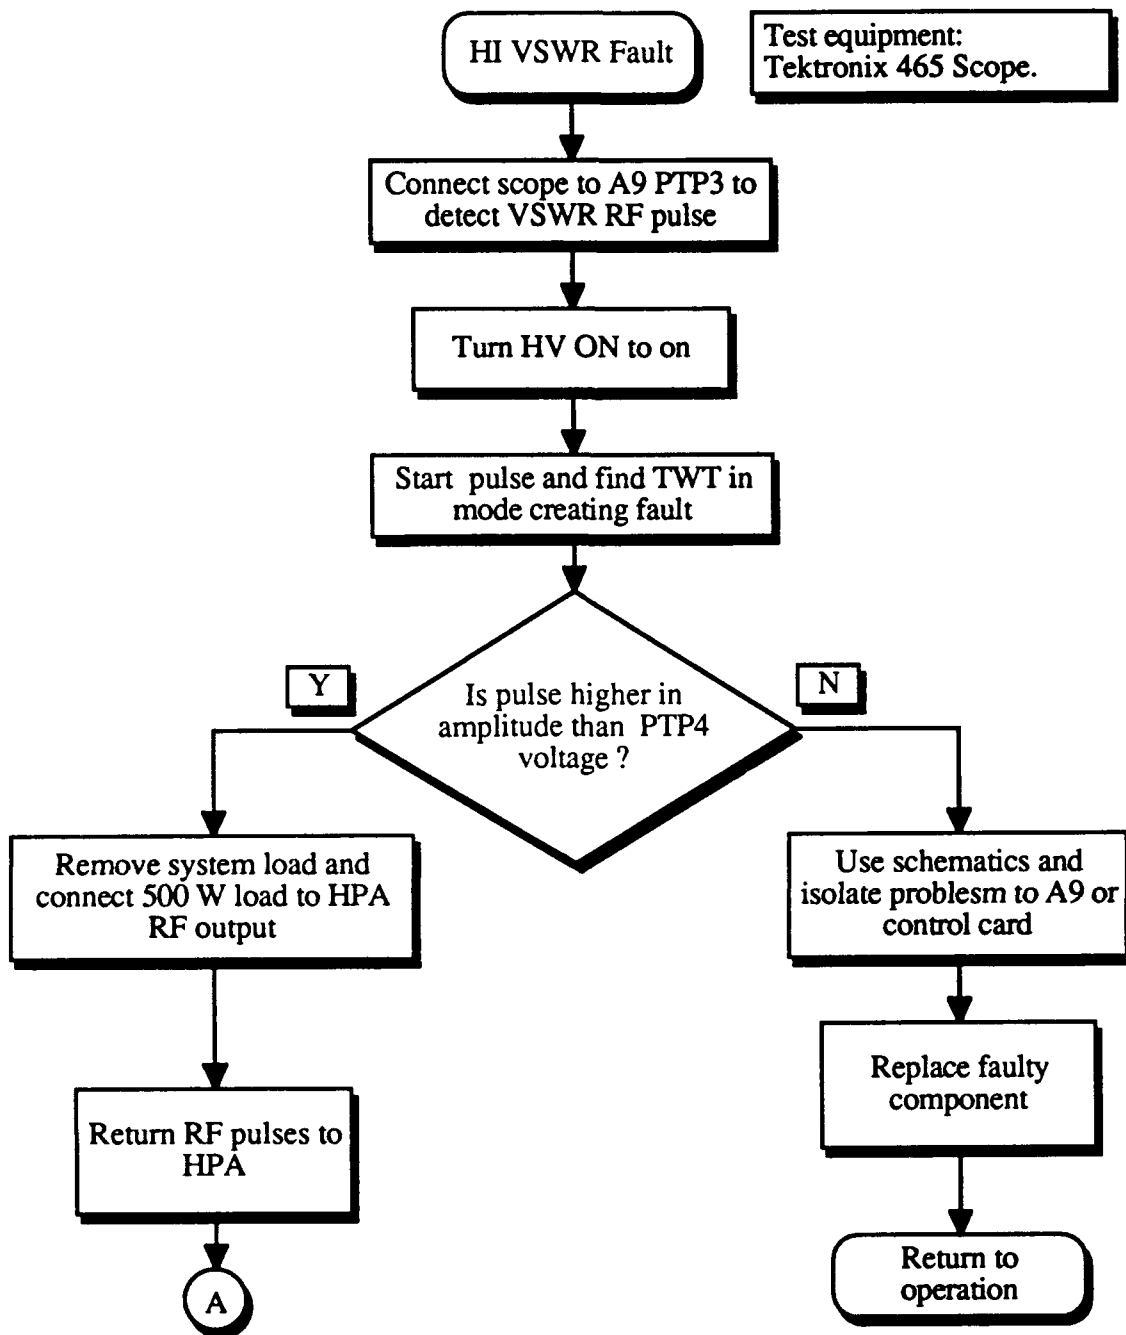 HI VSWR Fault
Test equipment:
Tektronix 465 Scope.
Connect scope to A9 PTP3 to
detect VSWR RF pulse
Turn HV ON to on
Start pulse and find TWT in
mode creating fault
Is pulse higher in
amplitude than PTP4
voltage ?
Y
N
Remove system load and
connect 500 W load to HPA
RF output
Return RF pulses to
HPA
A
Use schematics and
isolate problesm to A9 or
control card
Replace faulty
component
Return to
operation